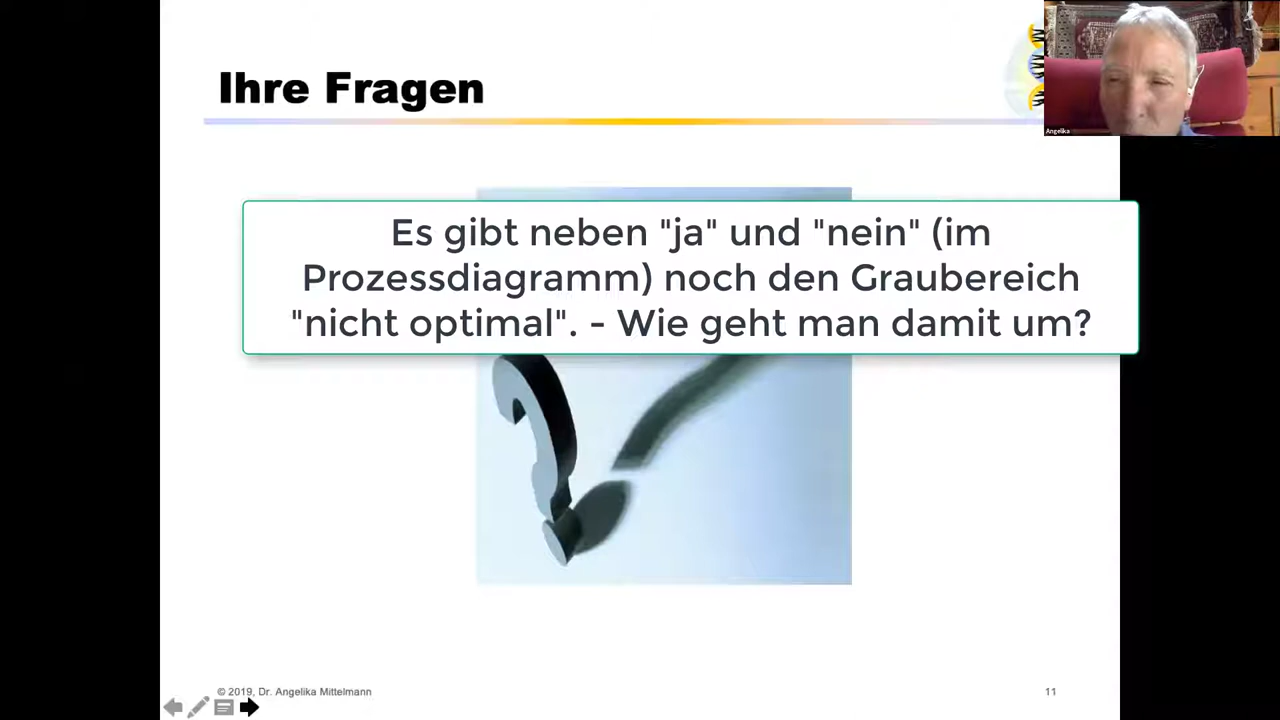 Ihre Fragen
Angelika
Es gibt neben "ja" und "nein" (im
Prozessdiagramm) noch den Graubereich
"nicht optimal". - Wie geht man damit um?
© 2019, Dr. Angelika Mittelmann
11